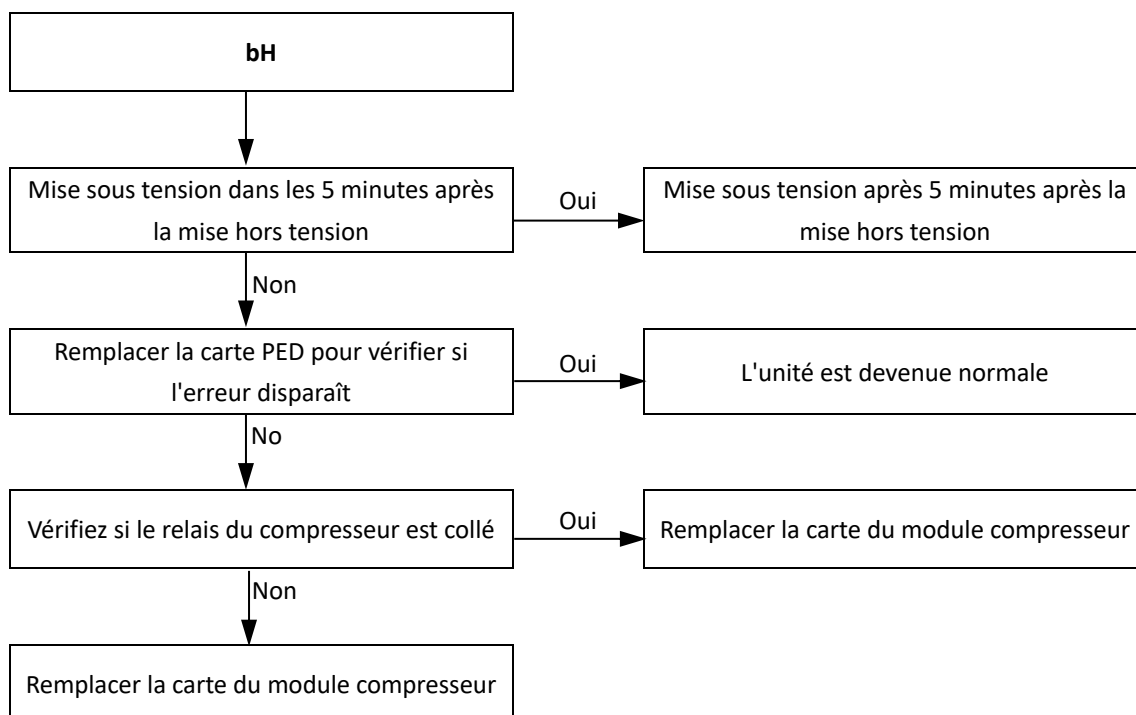 bH
Mise sous tension dans les 5 minutes après
la mise hors tension
Oui
Mise sous tension après 5 minutes après la
mise hors tension
Non
Remplacer la carte PED pour vérifier si
l'erreur disparaît
Oui
L'unité est devenue normale
No
Vérifiez si le relais du compresseur est collé
Oui
Remplacer la carte du module compresseur
Non
Remplacer la carte du module compresseur